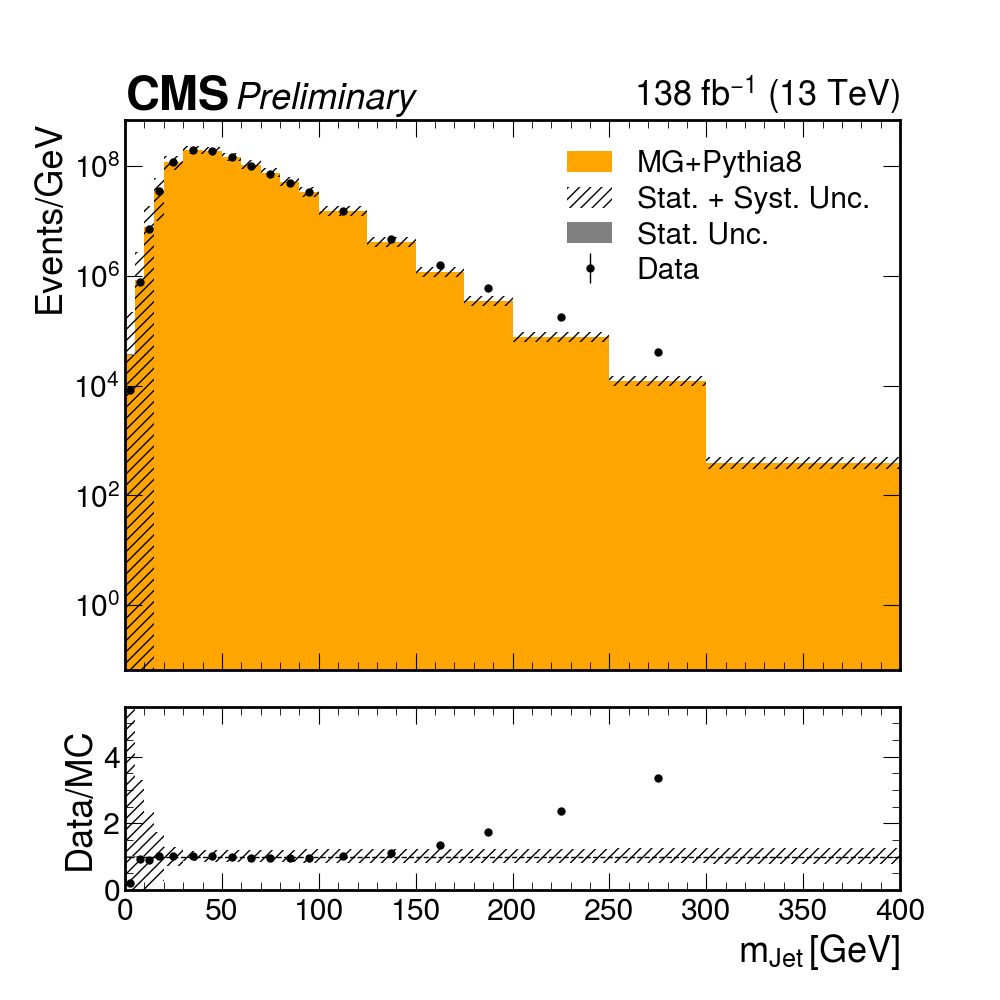 CMS Preliminary 138 fb⁻¹ (13 TeV)
Events/GeV
10⁸
10⁶
10⁴
10²
10⁰
MG+Pythia8
Stat. + Syst. Unc.
Stat. Unc.
Data
Data/MC
4
2
0
0 50 100 150 200 250 300 350 400
m_Jet [GeV]